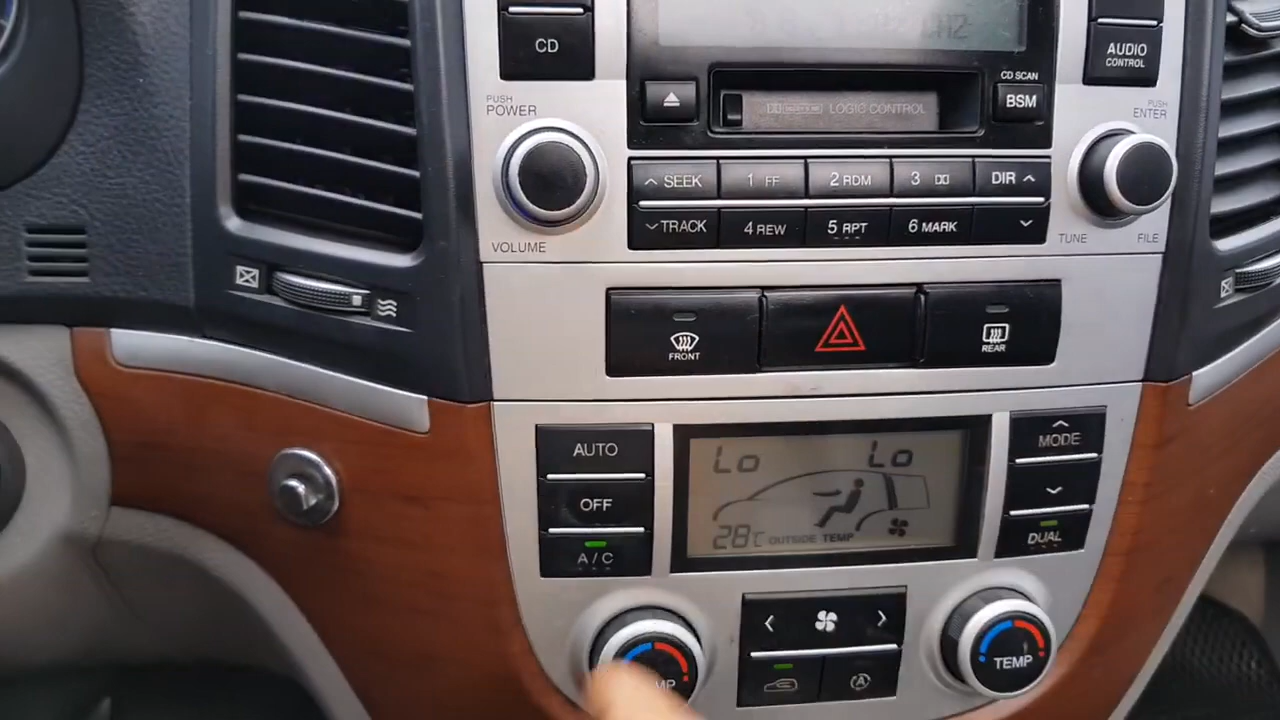 CD
AUDIO
CONTROL
CD SCAN
BSM
PUSH
POWER
PUSH
ENTER
LOGIC CONTROL
SEEK
1 FF
2 RDM
3
DIR
TRACK
4 REW
5 RPT
6 MARK
VOLUME
TUNE
FILE
FRONT
REAR
AUTO
OFF
A/C
Lo
Lo
28°C OUTSIDE TEMP
MODE
DUAL
TEMP